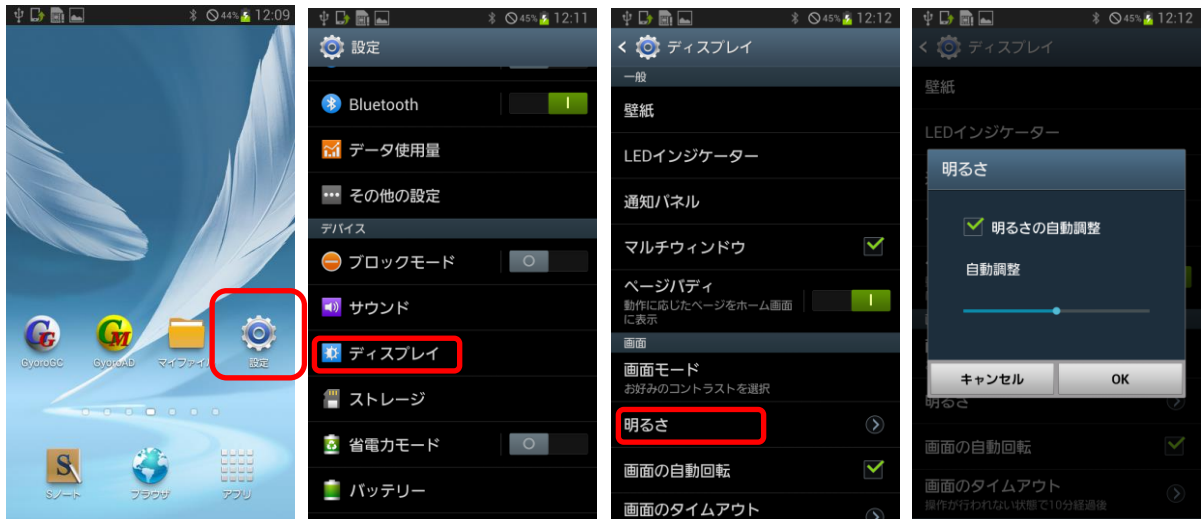 44% 12:09
GyoroGC
GyoroAD
マイファイル
設定
S
Sノート
ブラウザ
アプリ
45% 12:11
設定
Bluetooth
データ使用量
その他の設定
デバイス
ブロックモード
サウンド
ディスプレイ
ストレージ
省電力モード
バッテリー
45% 12:12
ディスプレイ
一般
壁紙
LEDインジケーター
通知パネル
マルチウィンドウ
ページバディ
動作に応じたページをホーム画面
に表示
画面
画面モード
お好みのコントラストを選択
明るさ
画面の自動回転
画面のタイムアウト
45% 12:12
ディスプレイ
壁紙
LEDインジケーター
明るさ
明るさの自動調整
自動調整
キャンセル
OK
明るさ
画面の自動回転
画面のタイムアウト
操作が行われない状態で10分経過後